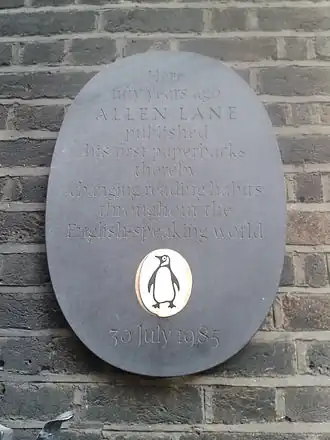 Here
fifty years ago
ALLEN LANE
published
his first paperbacks
thereby
changing reading habits
throughout the
English-speaking world
30 July 1985